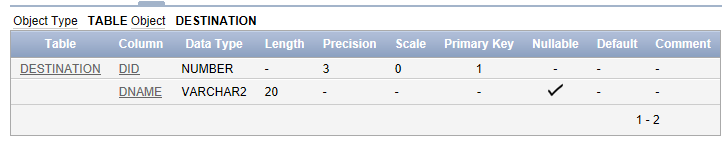 Object Type TABLE Object DESTINATION
Table Column Data Type Length Precision Scale Primary Key Nullable Default Comment
DESTINATION DID NUMBER - 3 0 1 - - -
DNAME VARCHAR2 20 - - - ✓ - -
1 - 2